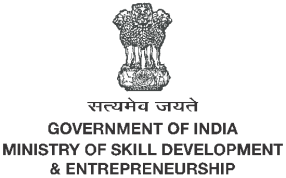 सत्यमेव जयते
GOVERNMENT OF INDIA
MINISTRY OF SKILL DEVELOPMENT
& ENTREPRENEURSHIP